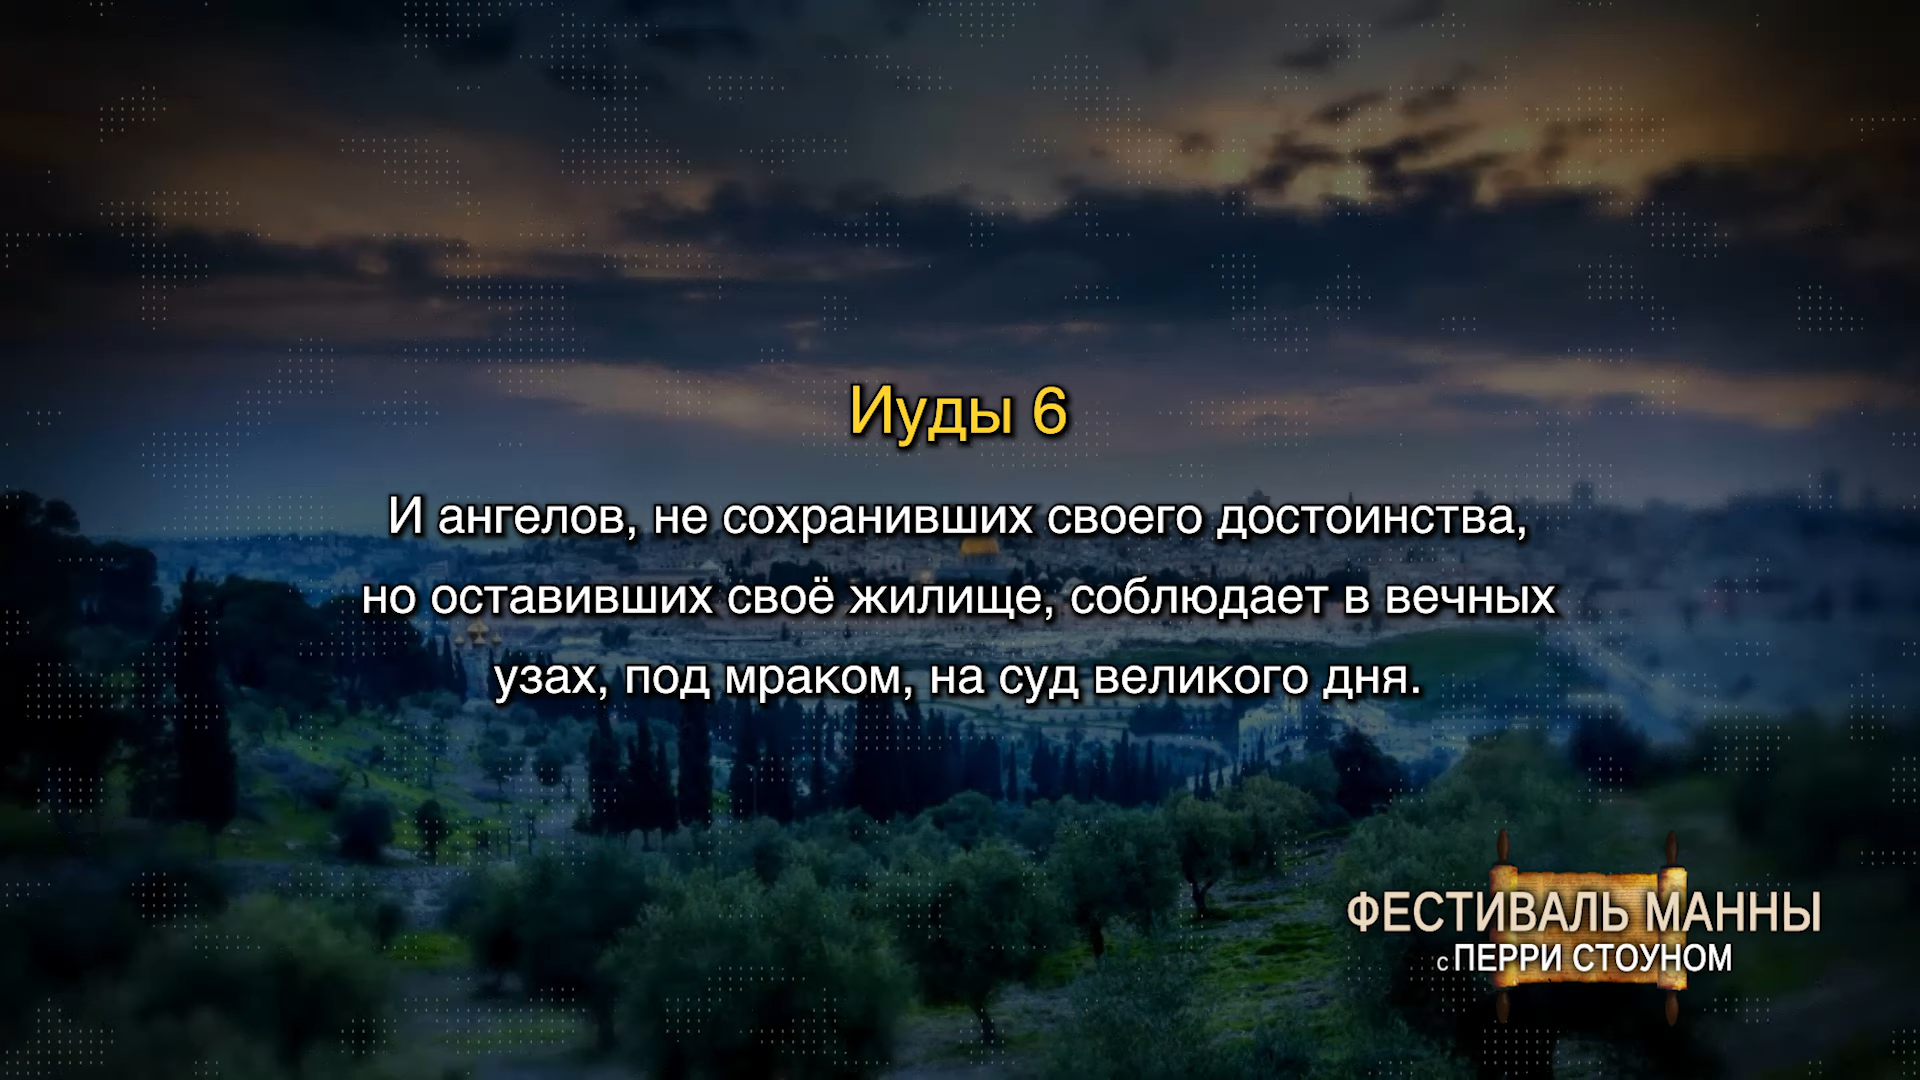 Иуды 6
И ангелов, не сохранивших своего достоинства,
но оставивших своё жилище, соблюдает в вечных
узах, под мраком, на суд великого дня.
ФЕСТИВАЛЬ МАННЫ
с ПЕРРИ СТОУНОМ